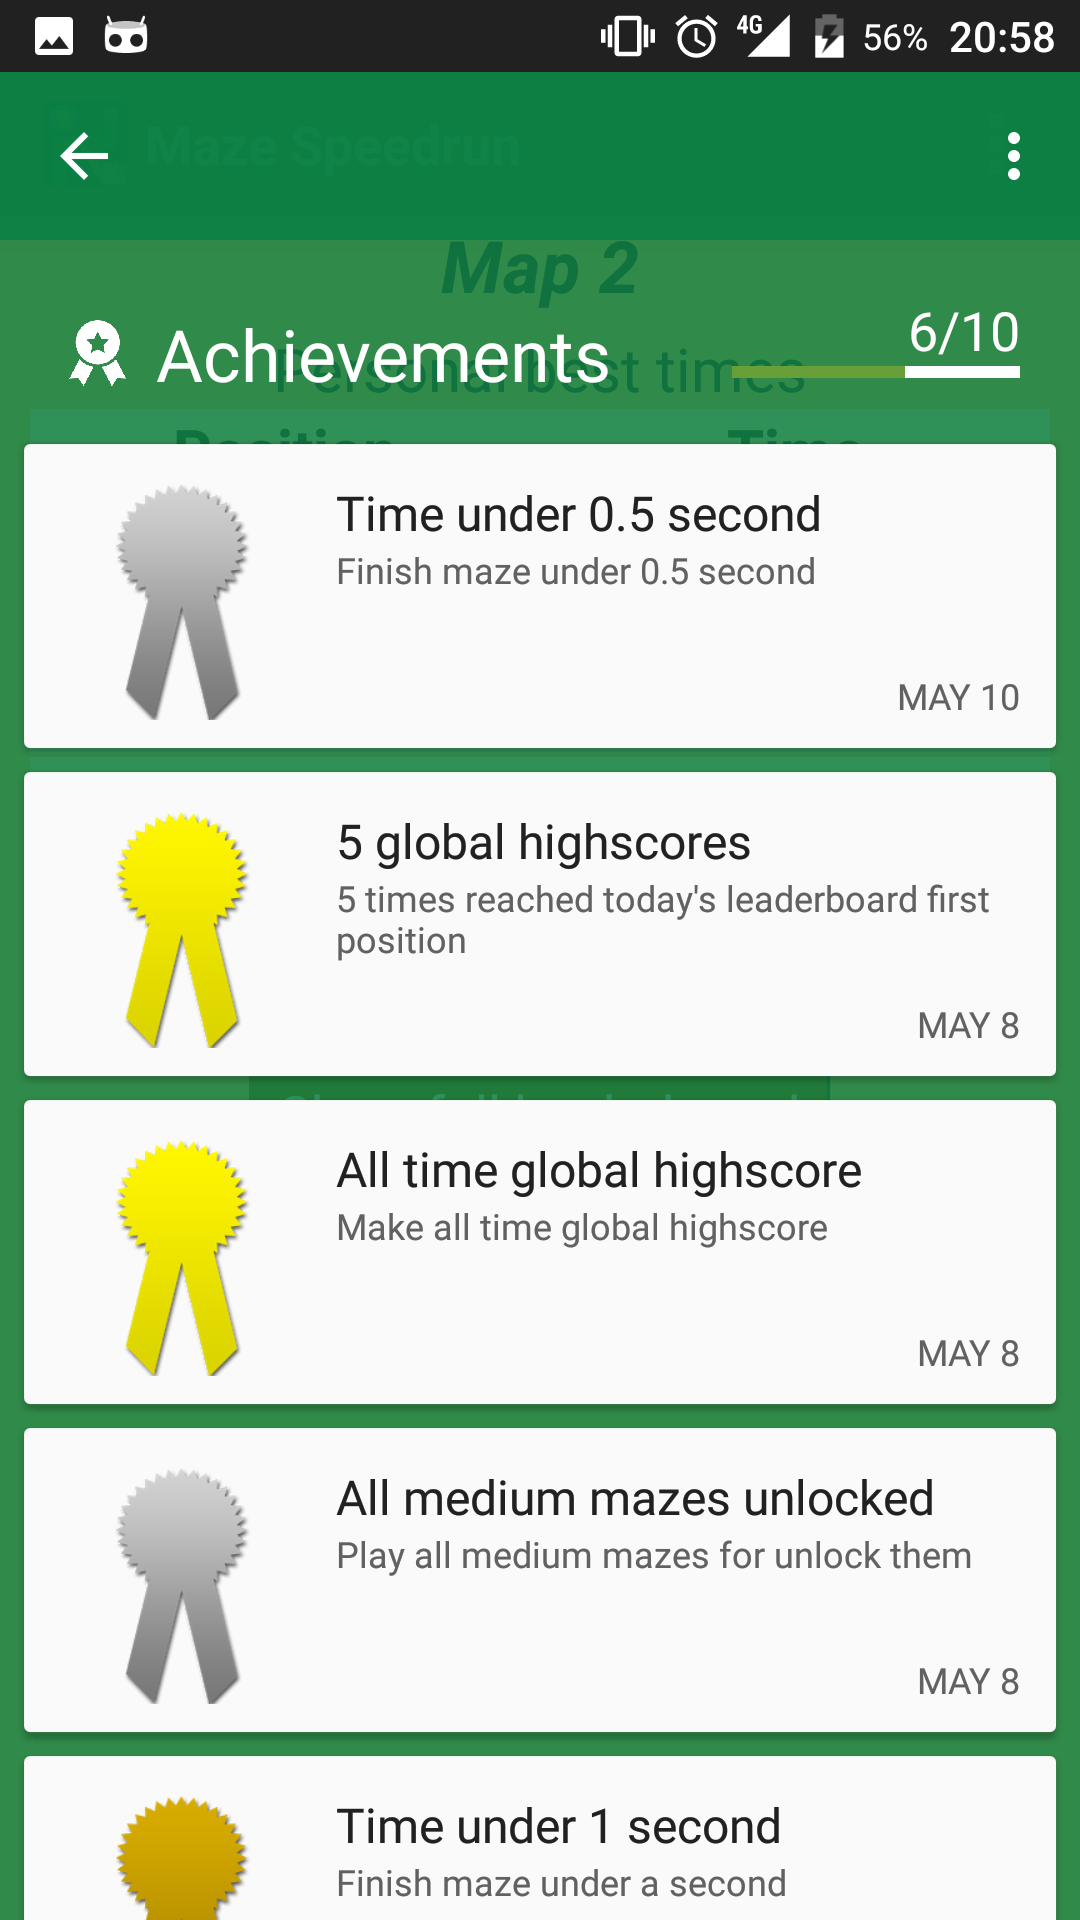 4G 56% 20:58
Maze Speedrun
Map 2
6/10
Achievements
Personal best times
Position Time
Time under 0.5 second
Finish maze under 0.5 second
MAY 10
5 global highscores
5 times reached today's leaderboard first
position
MAY 8
All time global highscore
Make all time global highscore
MAY 8
All medium mazes unlocked
Play all medium mazes for unlock them
MAY 8
Time under 1 second
Finish maze under a second